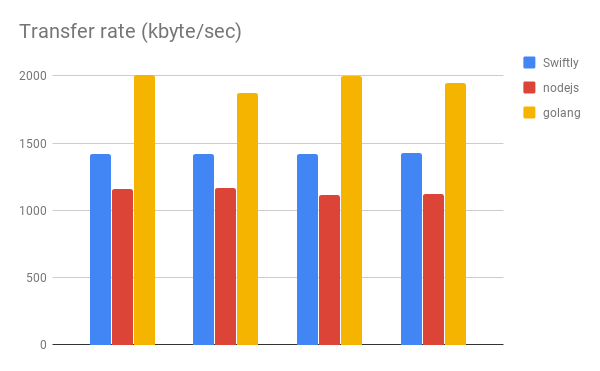 Transfer rate (kbyte/sec)
Swiftly
nodejs
golang
2000
1500
1000
500
0